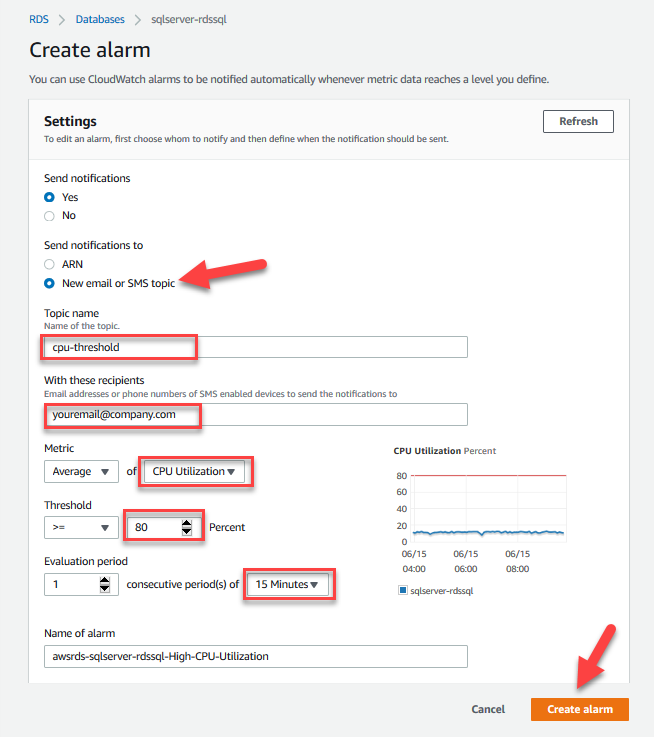 RDS > Databases > sqlserver-rdssql
Create alarm
You can use CloudWatch alarms to be notified automatically whenever metric data reaches a level you define.
Settings
Refresh
To edit an alarm, first choose whom to notify and then define when the notification should be sent.
Send notifications
Yes
No
Send notifications to
ARN
New email or SMS topic
Topic name
Name of the topic.
cpu-threshold
With these recipients
Email addresses or phone numbers of SMS enabled devices to send the notifications to
youremail@company.com
Metric
Average of CPU Utilization
Threshold
>= 80 Percent
Evaluation period
1 consecutive period(s) of 15 Minutes
CPU Utilization Percent
80
60
40
20
0
06/15 06/15 06/15
04:00 06:00 08:00
sqlserver-rdssql
Name of alarm
awsrds-sqlserver-rdssql-High-CPU-Utilization
Cancel Create alarm